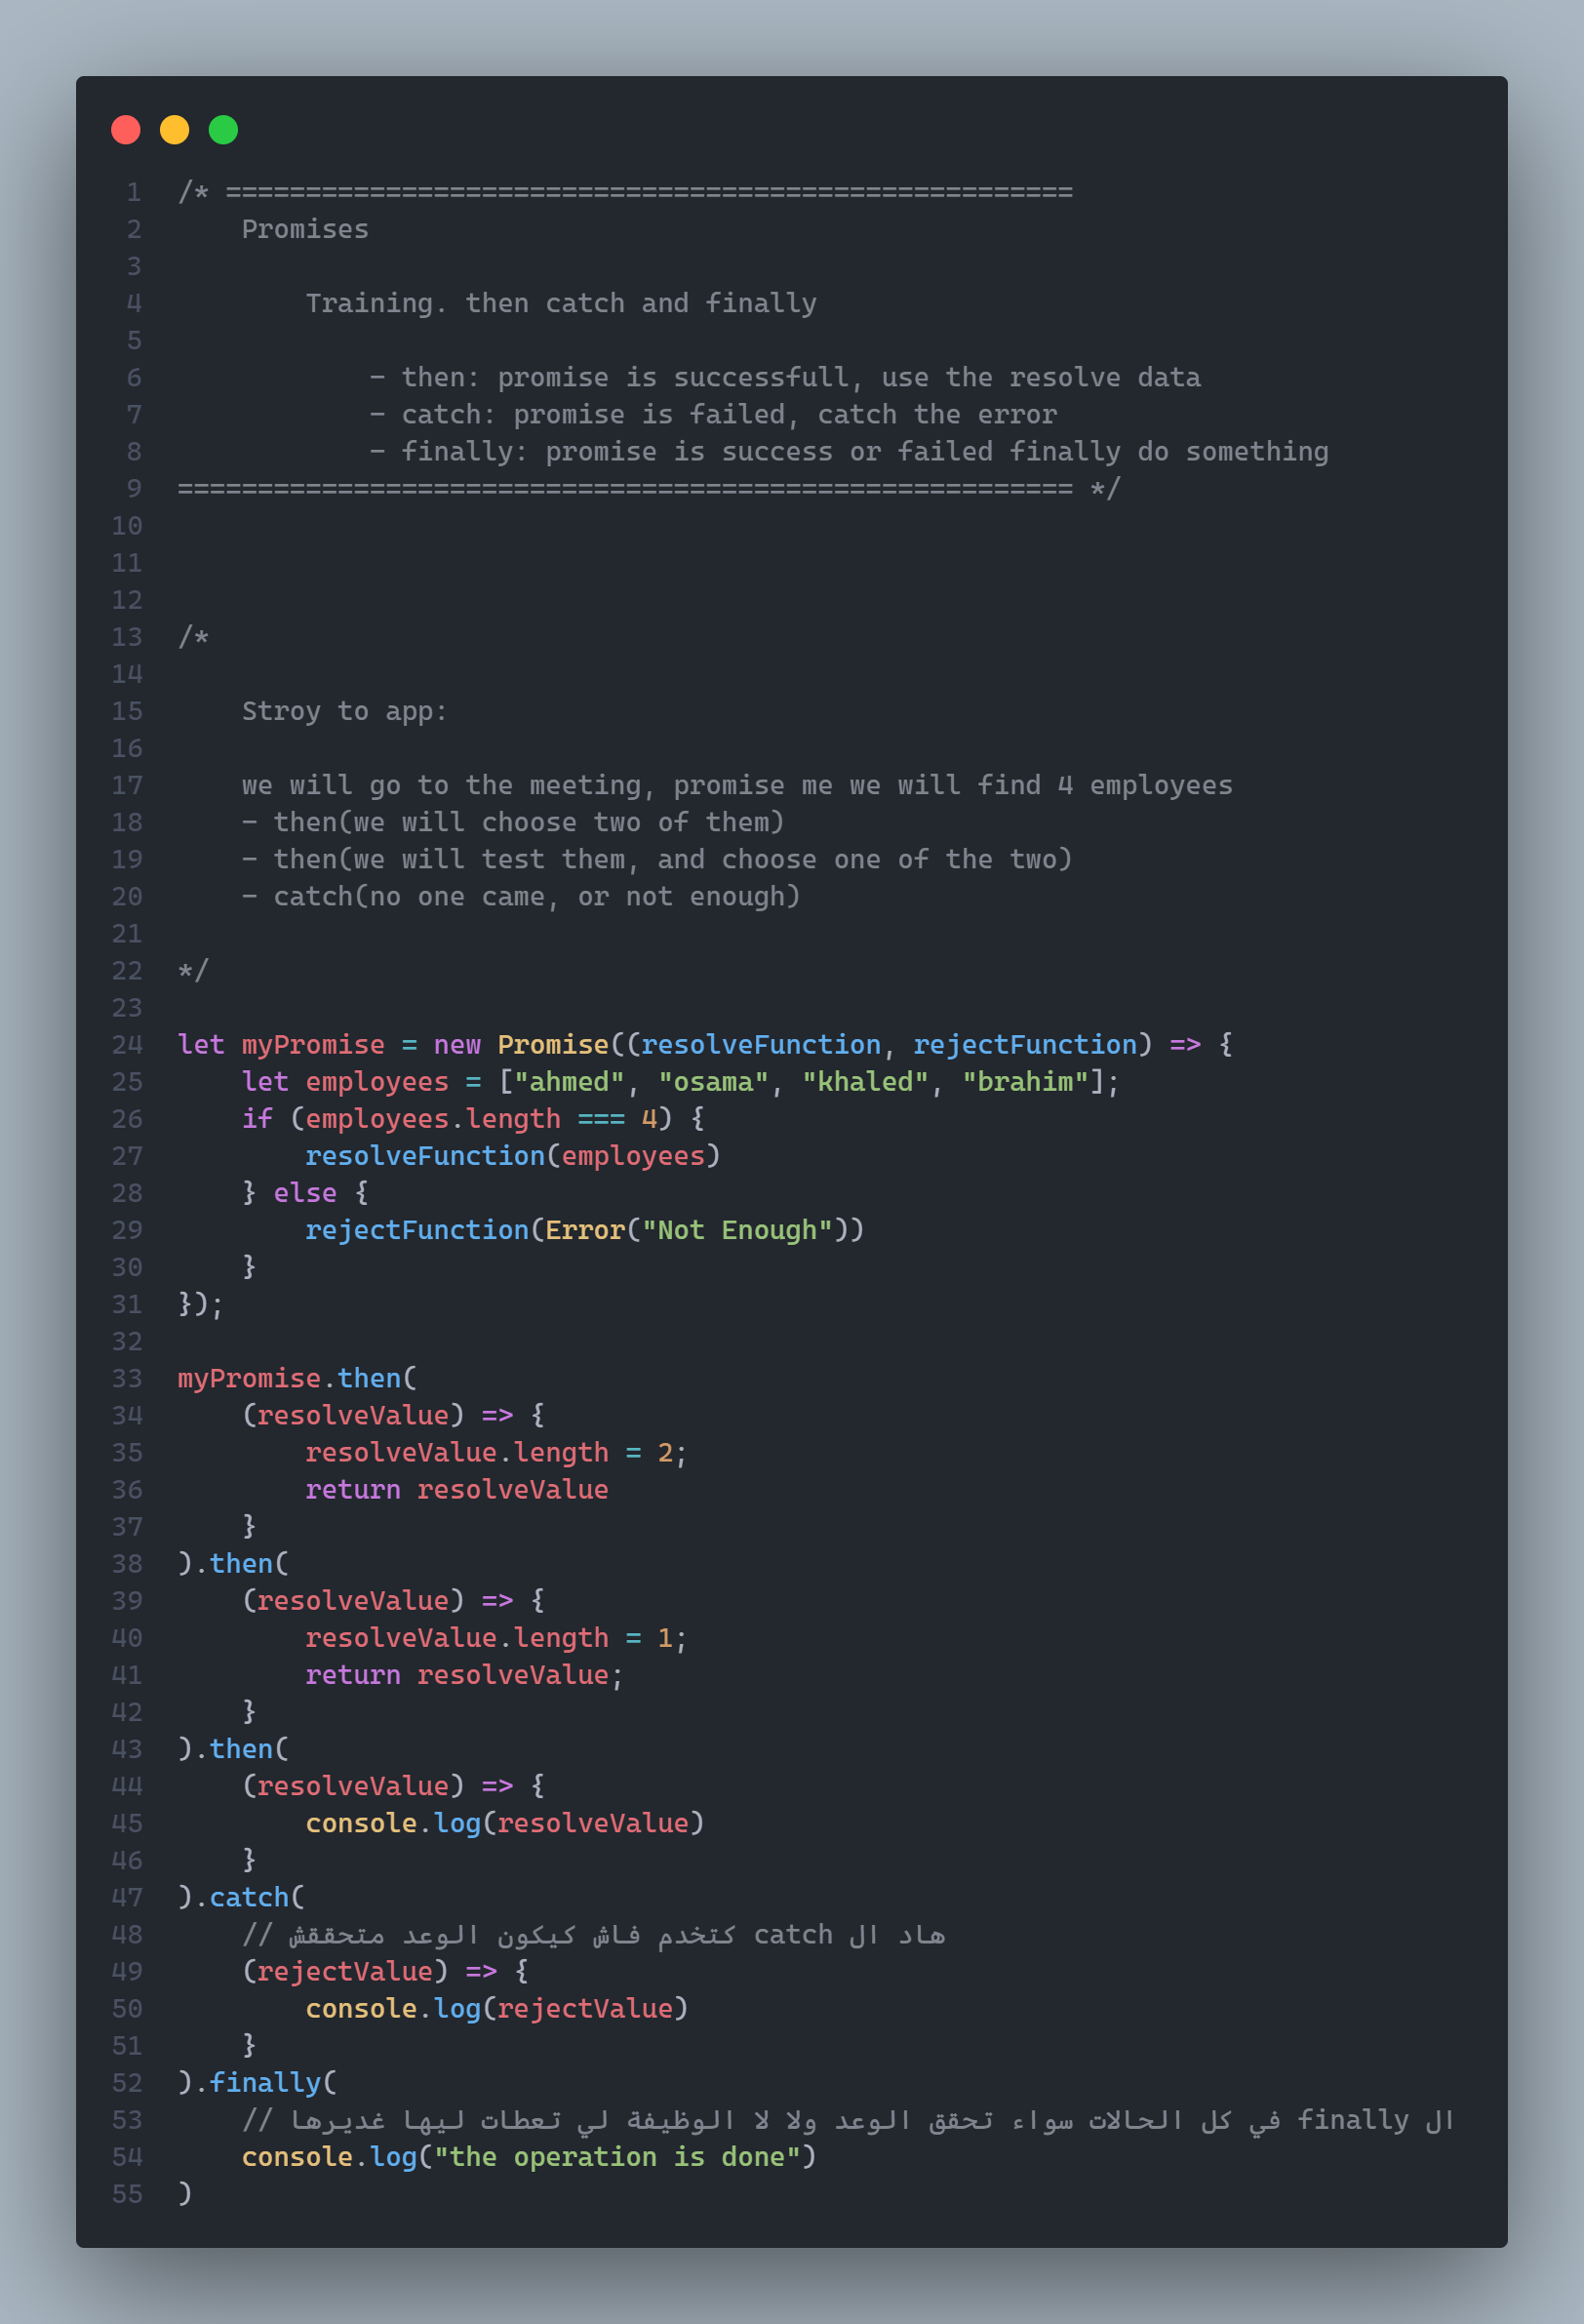 1 /* =====================================================
2     Promises
3
4         Training. then catch and finally
5
6             - then: promise is successfull, use the resolve data
7             - catch: promise is failed, catch the error
8             - finally: promise is success or failed finally do something
9 ======================================================== */
10
11
12
13 /*
14
15     Stroy to app:
16
17     we will go to the meeting, promise me we will find 4 employees
18     - then(we will choose two of them)
19     - then(we will test them, and choose one of the two)
20     - catch(no one came, or not enough)
21
22 */
23
24 let myPromise = new Promise((resolveFunction, rejectFunction) => {
25     let employees = ["ahmed", "osama", "khaled", "brahim"];
26     if (employees.length === 4) {
27         resolveFunction(employees)
28     } else {
29         rejectFunction(Error("Not Enough"))
30     }
31 });
32
33 myPromise.then(
34     (resolveValue) => {
35         resolveValue.length = 2;
36         return resolveValue
37     }
38 ).then(
39     (resolveValue) => {
40         resolveValue.length = 1;
41         return resolveValue;
42     }
43 ).then(
44     (resolveValue) => {
45         console.log(resolveValue)
46     }
47 ).catch(
48     // هاد ال catch كتخدم فاش كيكون الوعد متحققش
49     (rejectValue) => {
50         console.log(rejectValue)
51     }
52 ).finally(
53     // ال finally في كل الحالات سواء تحقق الوعد ولا لا الوظيفة لي تعطات ليها غديرها
54     console.log("the operation is done")
55 )